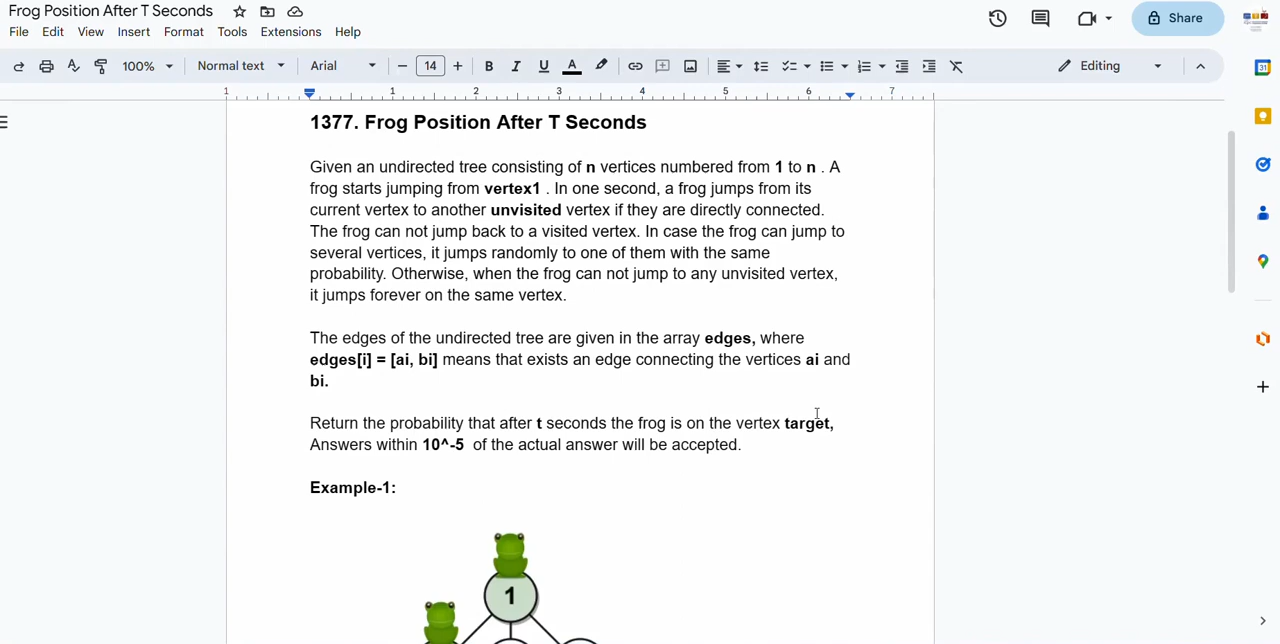 Frog Position After T Seconds
File Edit View Insert Format Tools Extensions Help
Share
100% Normal text Arial 14 B I U A Editing
1 1 2 3 4 5 6 7
1377. Frog Position After T Seconds
Given an undirected tree consisting of n vertices numbered from 1 to n . A
frog starts jumping from vertex1 . In one second, a frog jumps from its
current vertex to another unvisited vertex if they are directly connected.
The frog can not jump back to a visited vertex. In case the frog can jump to
several vertices, it jumps randomly to one of them with the same
probability. Otherwise, when the frog can not jump to any unvisited vertex,
it jumps forever on the same vertex.
The edges of the undirected tree are given in the array edges, where
edges[i] = [ai, bi] means that exists an edge connecting the vertices ai and
bi.
Return the probability that after t seconds the frog is on the vertex target,
Answers within 10^-5 of the actual answer will be accepted.
Example-1:
1